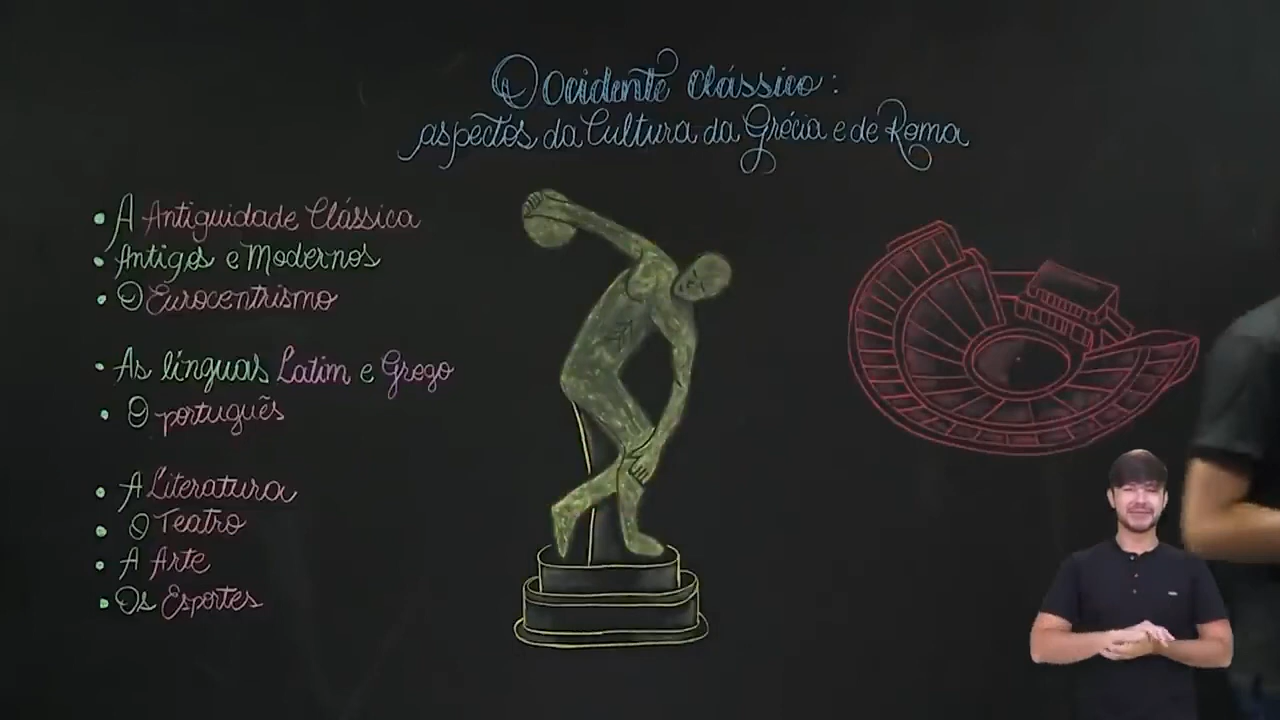 O Ocidente Clássico:
aspectos da Cultura da Grécia e de Roma
• A Antiguidade Clássica
• Antigos e Modernos
• O Eurocentrismo
• As línguas Latim e Grego
• O português
• A Literatura
• O Teatro
• A Arte
• Os Esportes